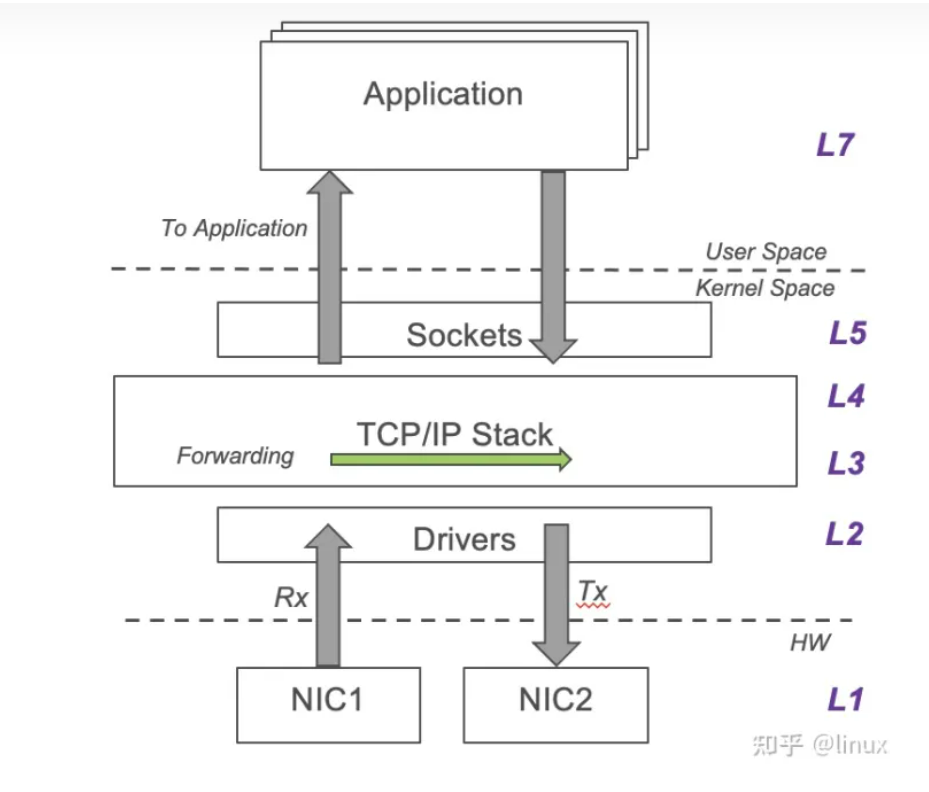 Application
L7
To Application
User Space
Kernel Space
Sockets
L5
L4
TCP/IP Stack
Forwarding
L3
Drivers
L2
Rx
Tx
HW
NIC1
NIC2
L1
知乎 @linux